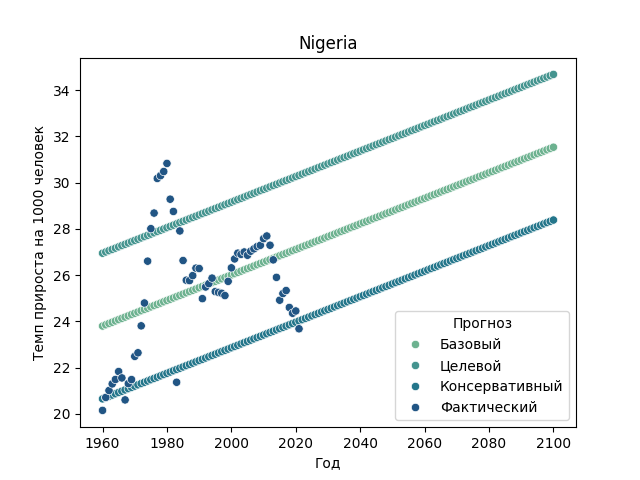 Nigeria
Темп прироста на 1000 человек
34
32
30
28
26
24
22
20
Прогноз
Базовый
Целевой
Консервативный
Фактический
1960 1980 2000 2020 2040 2060 2080 2100
Год